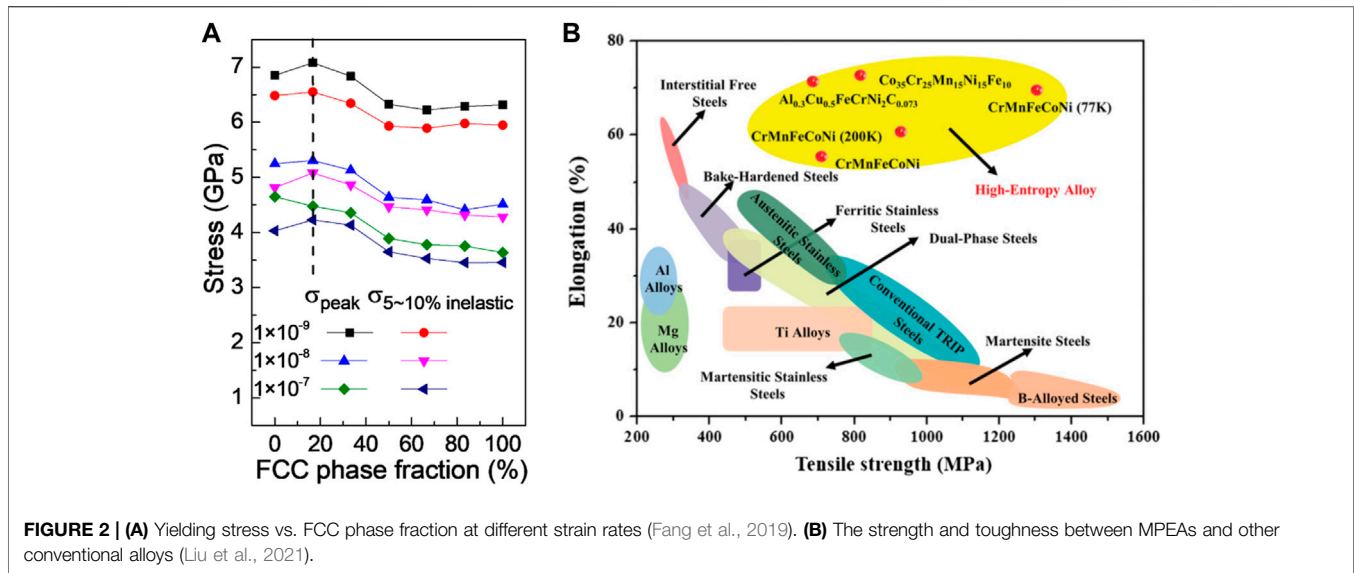 A
Stress (GPa)
7
6
5
4
3
2
1
σpeak σ5~10% inelastic
1×10-9
1×10-8
1×10-7
0 20 40 60 80 100
FCC phase fraction (%)
B
Elongation (%)
80
60
40
20
0
200 400 600 800 1000 1200 1400 1600
Tensile strength (MPa)
Interstitial Free
Steels
Co35Cr25Mn15Ni15Fe10
Al0.3Cu0.5FeCrNi2C0.073
CrMnFeCoNi (77K)
CrMnFeCoNi (200K)
CrMnFeCoNi
High-Entropy Alloy
Bake-Hardened Steels
Austenitic Stainless
Steels
Ferritic Stainless
Steels
Dual-Phase Steels
Al
Alloys
Mg
Alloys
Ti Alloys
Conventional TRIP
Steels
Martensite Steels
Martensitic Stainless
Steels
B-Alloyed Steels
FIGURE 2 | (A) Yielding stress vs. FCC phase fraction at different strain rates (Fang et al., 2019). (B) The strength and toughness between MPEAs and other
conventional alloys (Liu et al., 2021).